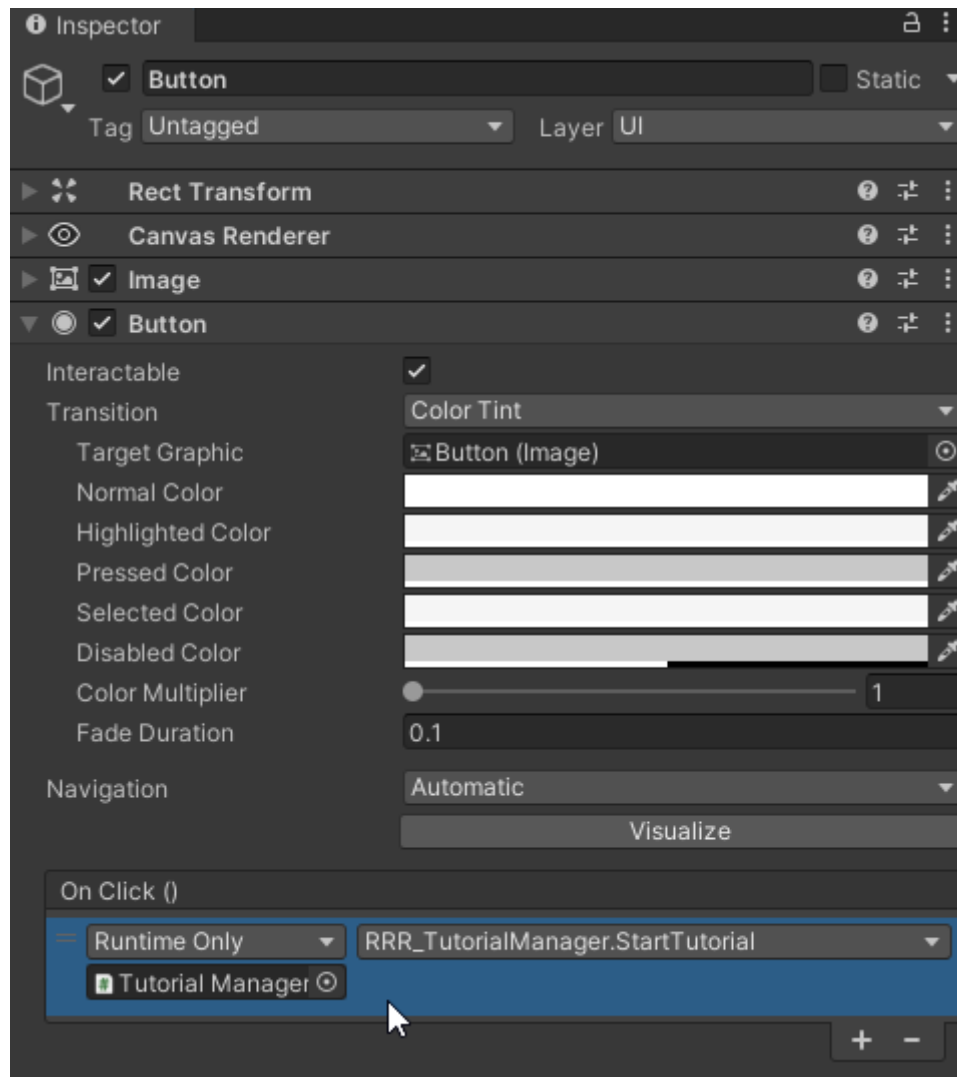 Inspector
Button
Static
Tag Untagged Layer UI
Rect Transform
Canvas Renderer
Image
Button
Interactable
Transition Color Tint
Target Graphic Button (Image)
Normal Color
Highlighted Color
Pressed Color
Selected Color
Disabled Color
Color Multiplier 1
Fade Duration 0.1
Navigation Automatic
Visualize
On Click ()
Runtime Only RRR_TutorialManager.StartTutorial
Tutorial Manager